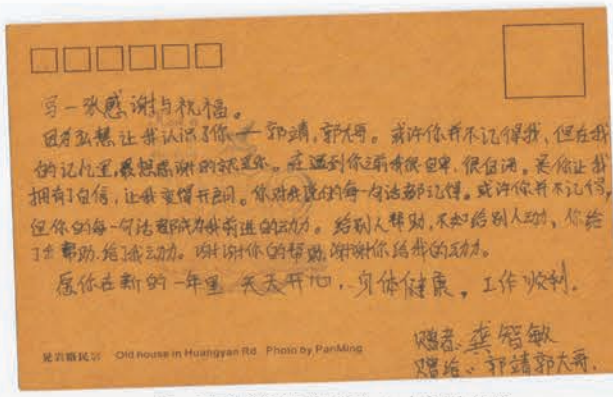 写一张感谢与祝福。
因为弘慧让我认识了你——郭靖,郭大哥。或许你并不记得我,但在我
的记忆里,最想感谢的就是你。在遇到你之前我很自卑,很自闭。是你让我
拥有了自信,让我变得开朗。你对我说的每一句话都记得。或许你并不记得
但你的每一句话都成为我前进的动力。给别人帮助,不如给别人动力,你给
了我帮助,给了我动力。谢谢你的帮助,谢谢你给我的动力。
愿你在新的一年里 天天开心,身体健康,工作顺利。
赠者:龚智敏
赠给:郭靖郭大哥.
晃岩路民宅 Old house in Huangyan Rd Photo by PanMing